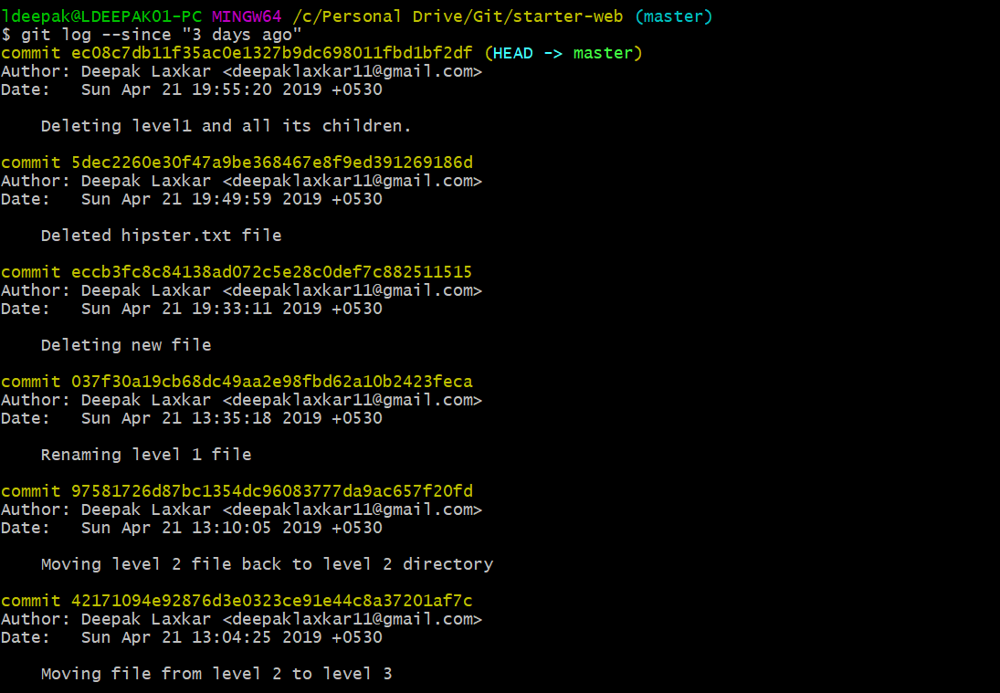 ldeepak@LDEEPAK01-PC MINGW64 /c/Personal Drive/Git/starter-web (master)
$ git log --since "3 days ago"
commit ec08c7db11f35ac0e1327b9dc698011fbd1bf2df (HEAD -> master)
Author: Deepak Laxkar <deepaklaxkar11@gmail.com>
Date:   Sun Apr 21 19:55:20 2019 +0530
    Deleting level1 and all its children.
commit 5dec2260e30f47a9be368467e8f9ed391269186d
Author: Deepak Laxkar <deepaklaxkar11@gmail.com>
Date:   Sun Apr 21 19:49:59 2019 +0530
    Deleted hipster.txt file
commit eccb3fc8c84138ad072c5e28c0def7c882511515
Author: Deepak Laxkar <deepaklaxkar11@gmail.com>
Date:   Sun Apr 21 19:33:11 2019 +0530
    Deleting new file
commit 037f30a19cb68dc49aa2e98fbd62a10b2423feca
Author: Deepak Laxkar <deepaklaxkar11@gmail.com>
Date:   Sun Apr 21 13:35:18 2019 +0530
    Renaming level 1 file
commit 97581726d87bc1354dc96083777da9ac657f20fd
Author: Deepak Laxkar <deepaklaxkar11@gmail.com>
Date:   Sun Apr 21 13:10:05 2019 +0530
    Moving level 2 file back to level 2 directory
commit 42171094e92876d3e0323ce91e44c8a37201af7c
Author: Deepak Laxkar <deepaklaxkar11@gmail.com>
Date:   Sun Apr 21 13:04:25 2019 +0530
    Moving file from level 2 to level 3